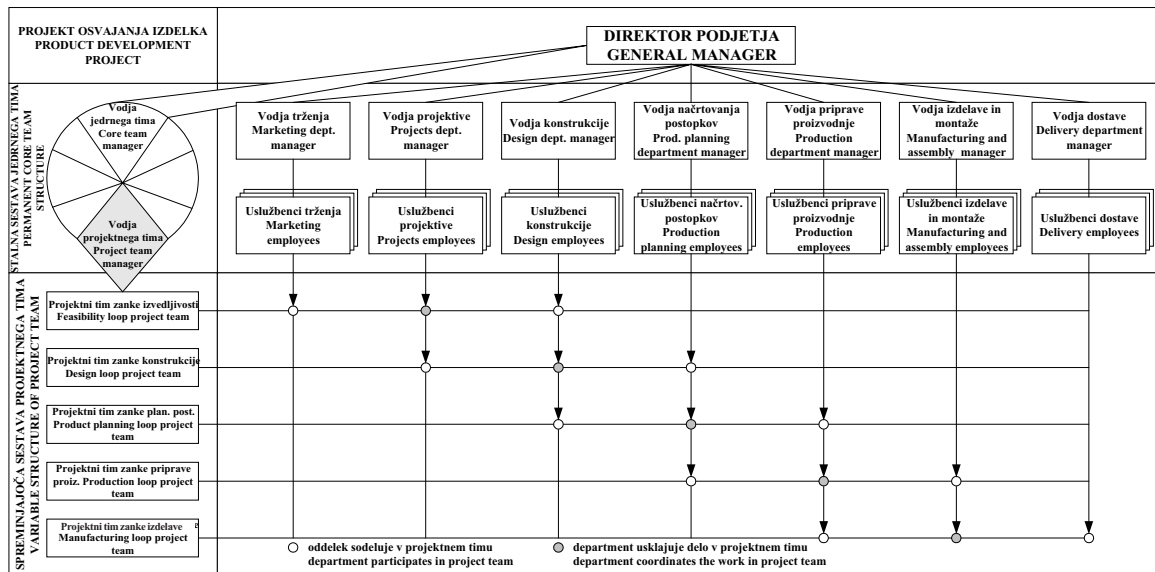 PROJEKT OSVAJANJA IZDELKA
PRODUCT DEVELOPMENT
PROJECT
DIREKTOR PODJETJA
GENERAL MANAGER
STALNA SESTAVA JEDRNEGA TIMA
PERMANENT CORE TEAM
STRUCTURE
Vodja
jedrnega tima
Core team
manager
Vodja
projektnega tima
Project team
manager
Vodja
trženja
Marketing dept.
manager
Vodja
projektive
Projects dept.
manager
Vodja konstrukcije
Design dept. manager
Vodja načrtovanja
postopkov
Prod. planning
department manager
Vodja priprave
proizvodnje
Production
department manager
Vodja izdelave in
montaže
Manufacturing and
assembly manager
Vodja dostave
Delivery department
manager
Uslužbenci trženja
Marketing
employees
Uslužbenci
projektive
Projects employees
Uslužbenci
konstrukcije
Design employees
Uslužbenci načrtov.
postopkov
Production
planning employees
Uslužbenci priprave
proizvodnje
Production
employees
Uslužbenci izdelave
in montaže
Manufacturing and
assembly employees
Uslužbenci dostave
Delivery employees
SPREMINJAJOČA SESTAVA PROJEKTNEGA TIMA
VARIABLE STRUCTURE OF PROJECT TEAM
Projektni tim zanke izvedljivosti
Feasibility loop project team
Projektni tim zanke konstrukcije
Design loop project team
Projektni tim zanke plan. post.
Product planning loop project
team
Projektni tim zanke priprave
proiz. Production loop project
team
Projektni tim zanke izdelave
Manufacturing loop project
team
oddelek sodeluje v projektnem timu
department participates in project team
department usklajuje delo v projektnem timu
department coordinates the work in project team